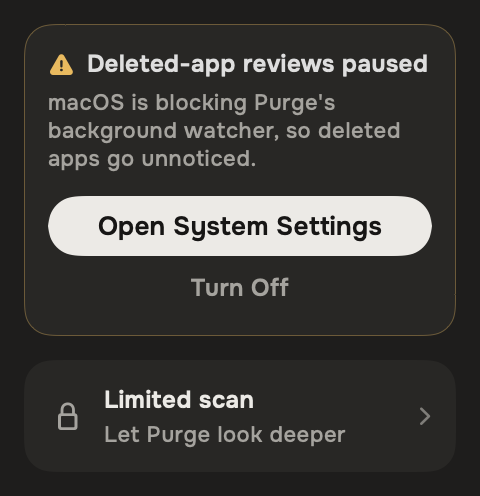 Deleted-app reviews paused
macOS is blocking Purge's
background watcher, so deleted
apps go unnoticed.
Open System Settings
Turn Off
Limited scan
Let Purge look deeper